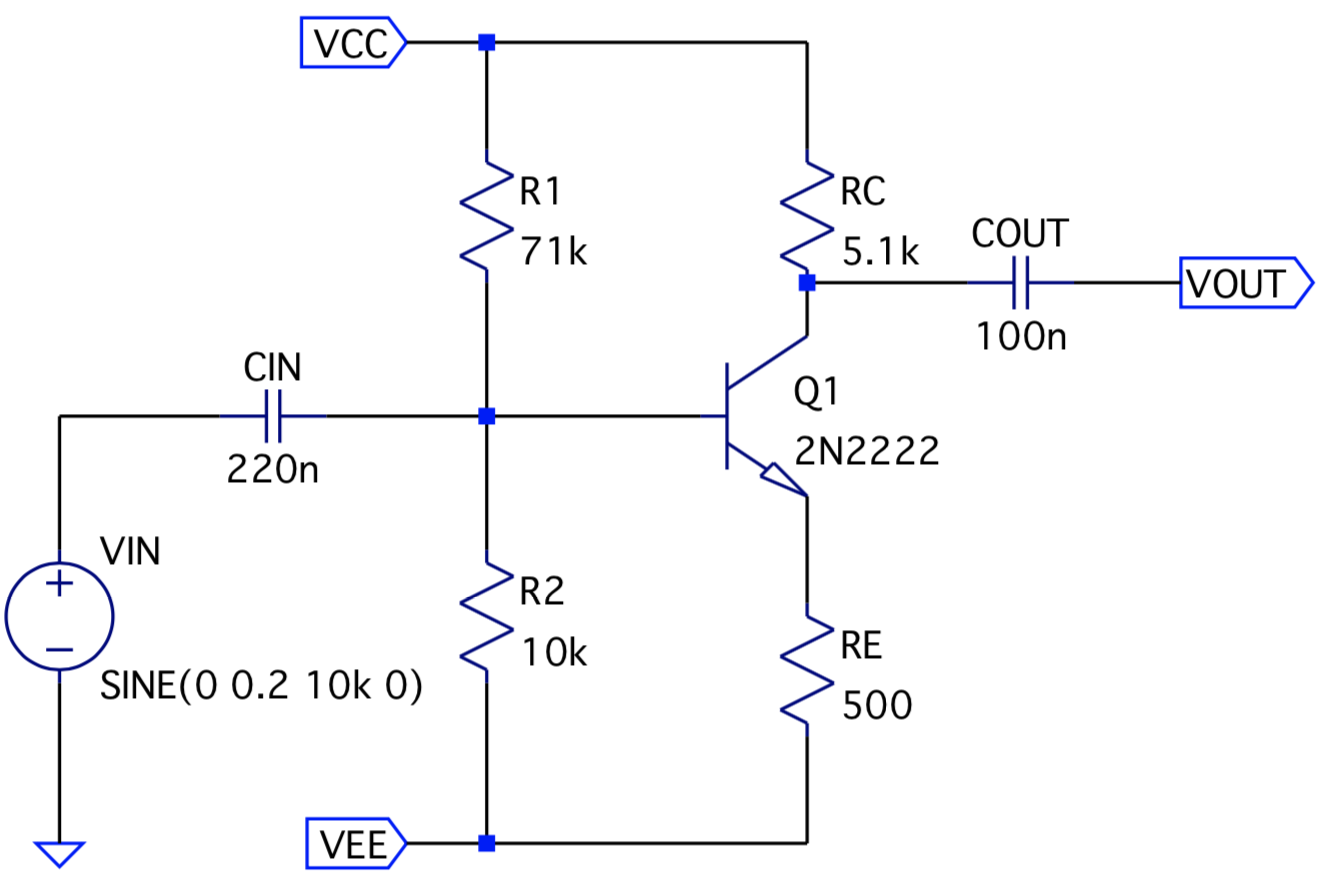 VCC
R1
71k
RC
5.1k
COUT
100n
VOUT
CIN
220n
Q1
2N2222
VIN
+
−
SINE(0 0.2 10k 0)
R2
10k
RE
500
VEE